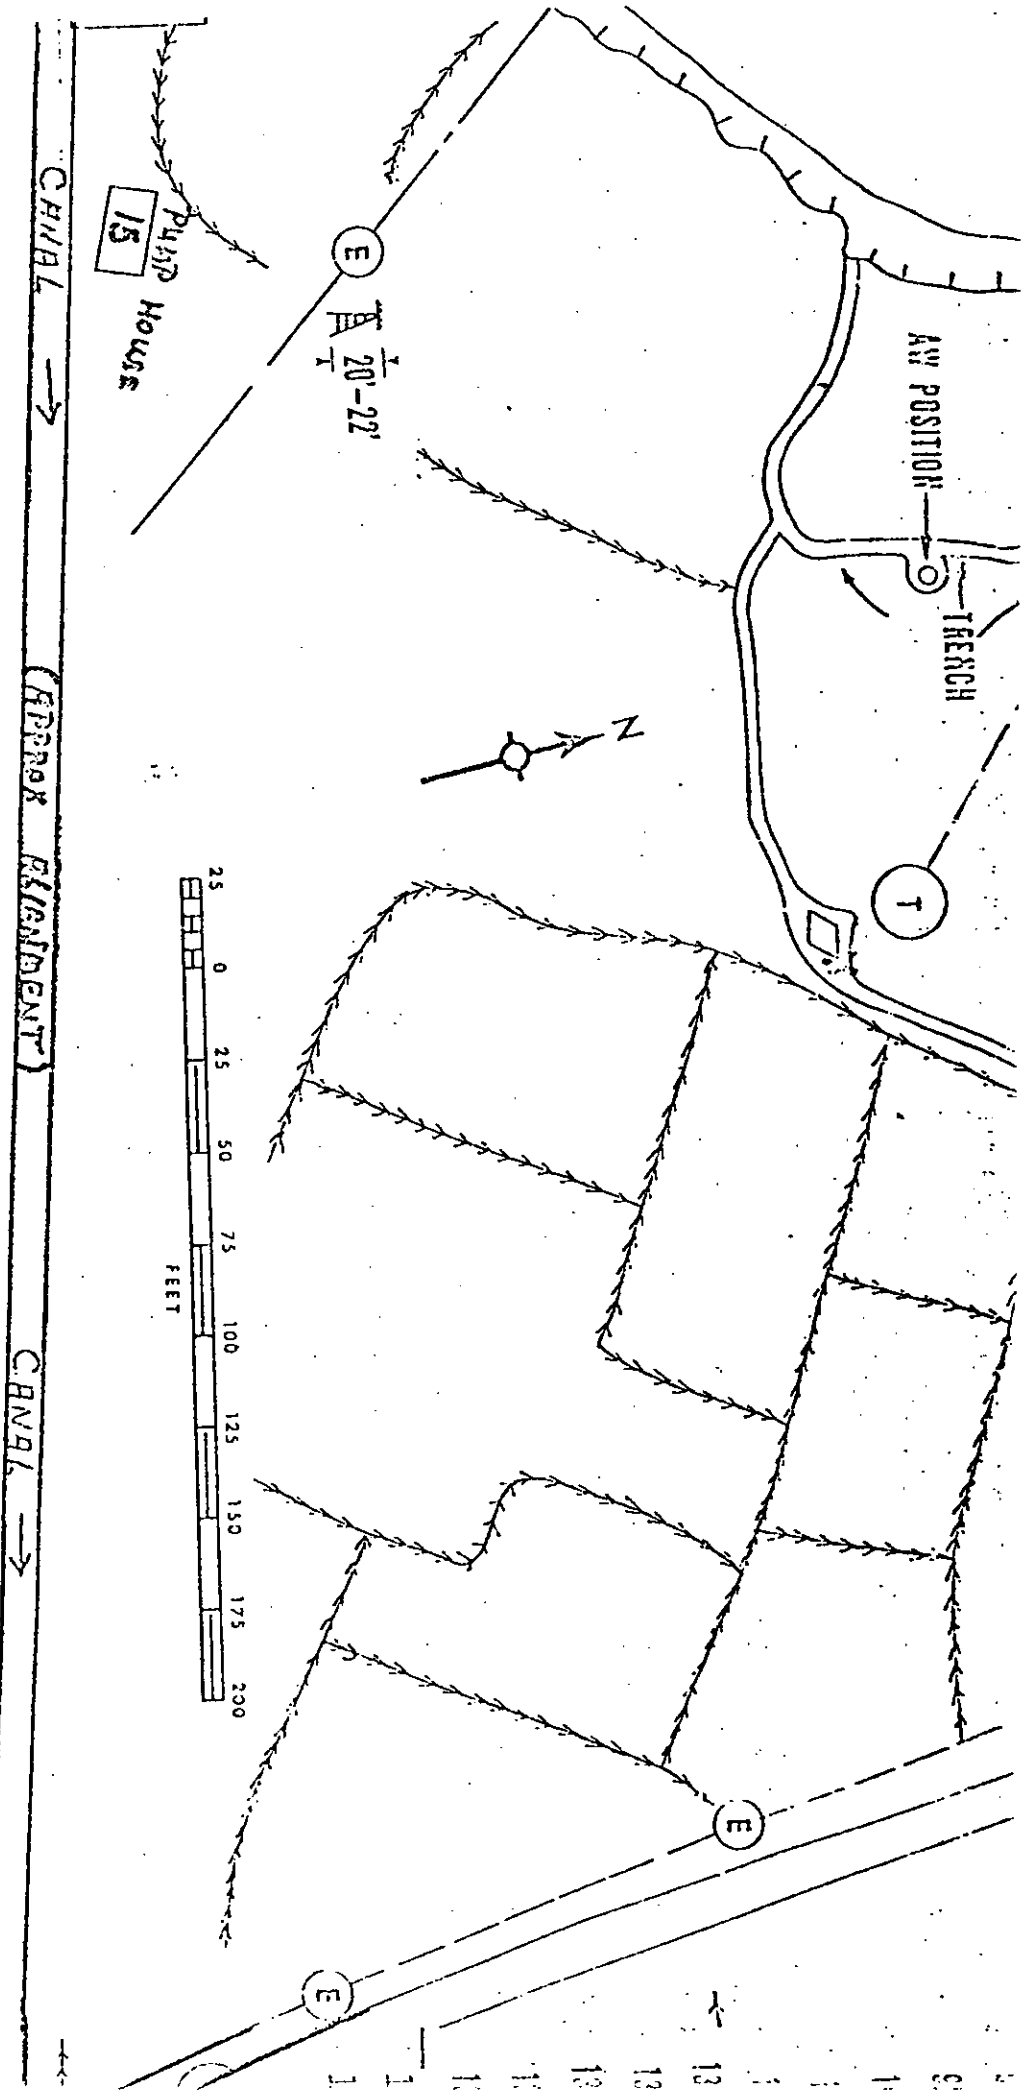 AW POSITION
TRENCH
T
N
E
20'-22'
PUMP HOUSE
15
CANAL →
(APPROX ALIGNMENT)
CANAL →
25 0 25 50 75 100 125 150 175 200
FEET
E
E